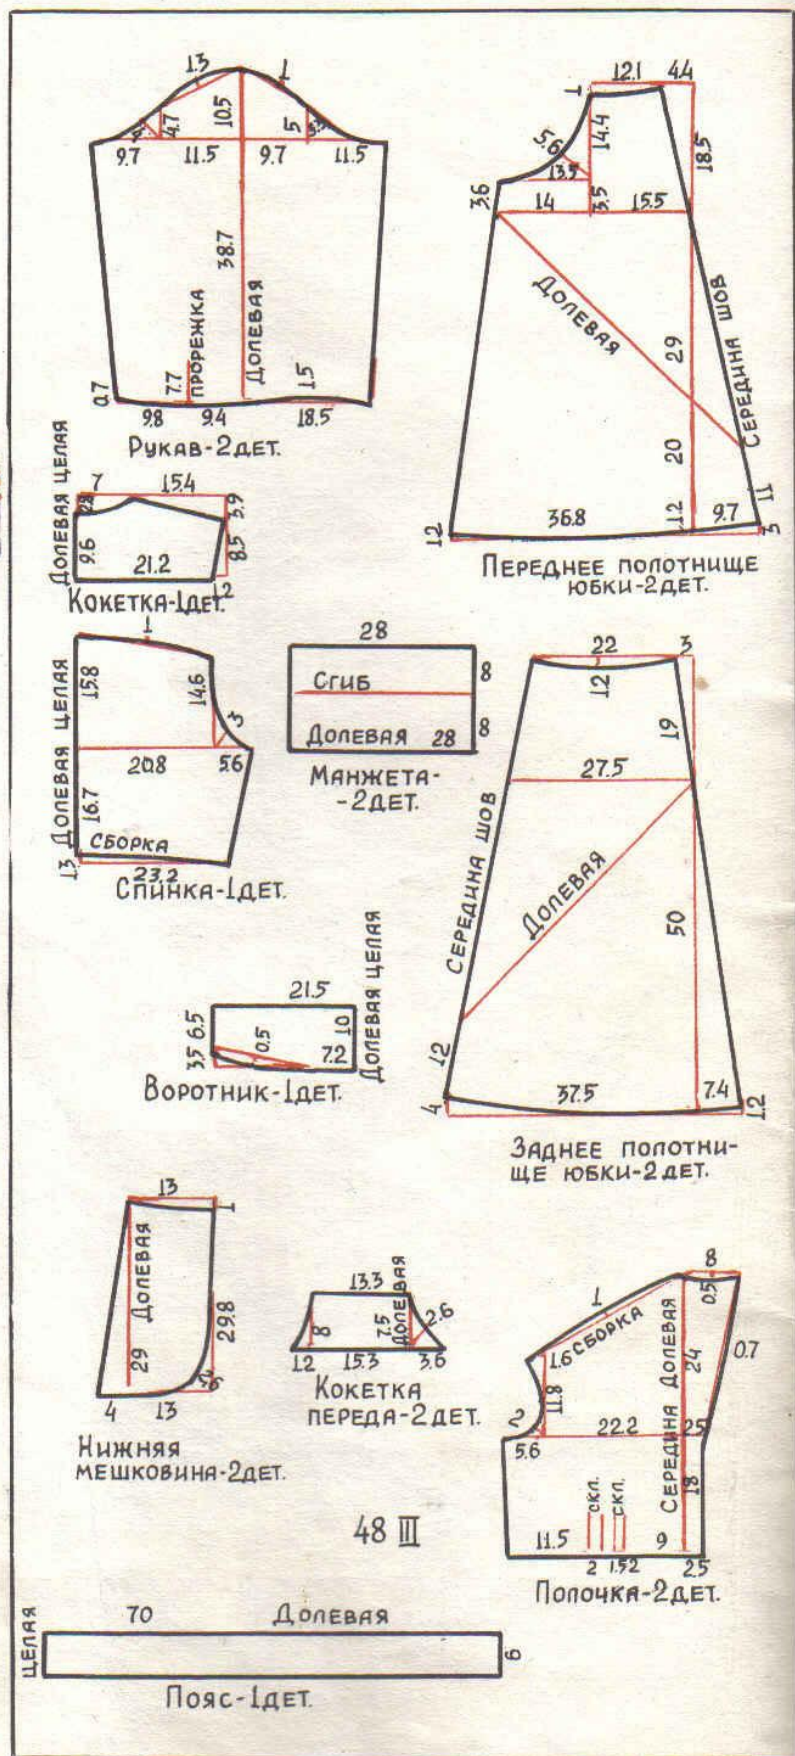 1.3
1
4.7
10.5
5
9.7 11.5 9.7 11.5
38.7
ПРОРЕЖКА
ДОЛЕВАЯ
7.7
1.5
0.7
9.8 9.4 18.5
РУКАВ-2ДЕТ.
12.1 4.4
1
14.4
18.5
5.6
13.5
3.6
14 3.5 15.5
ДОЛЕВАЯ
29
СЕРЕДИНА ШОВ
20
11
1.2 36.8 1.2 9.7 3
ПЕРЕДНЕЕ ПОЛОТНИЩЕ
ЮБКИ-2ДЕТ.
ДОЛЕВАЯ ЦЕЛАЯ
7 15.4
3.9
9.6
8.5
21.2
1.2
КОКЕТКА-1ДЕТ.
1
ДОЛЕВАЯ ЦЕЛАЯ
15.8
14.6
3
20.8 5.6
16.7
СБОРКА
1.3 23.2
СПИНКА-1ДЕТ.
28
СГИБ
8
ДОЛЕВАЯ 28 8
МАНЖЕТА-
-2ДЕТ.
22 3
1.2
19
27.5
СЕРЕДИНА ШОВ
ДОЛЕВАЯ
50
12
4 37.5 7.4 1.2
ЗАДНЕЕ ПОЛОТНИ-
ЩЕ ЮБКИ-2ДЕТ.
21.5
ДОЛЕВАЯ ЦЕЛАЯ
3.5 6.5
0.5
10
7.2
ВОРОТНИК-1ДЕТ.
13
1
ДОЛЕВАЯ
29
29.8
4 13
НИЖНЯЯ
МЕШКОВИНА-2ДЕТ.
13.3
ДОЛЕВАЯ
8
7.5
2.6
1.2 15.3 3.6
КОКЕТКА
ПЕРЕДА-2ДЕТ.
8
0.5
1
СБОРКА
1.6
СЕРЕДИНА ДОЛЕВАЯ
24
0.7
11.8
2
5.6 22.2 2.5
18
СКЛ.
СКЛ.
11.5 9
2 1.5 2 2.5
ПОЛОЧКА-2ДЕТ.
48 III
ЦЕЛАЯ
70 ДОЛЕВАЯ
6
ПОЯС-1ДЕТ.